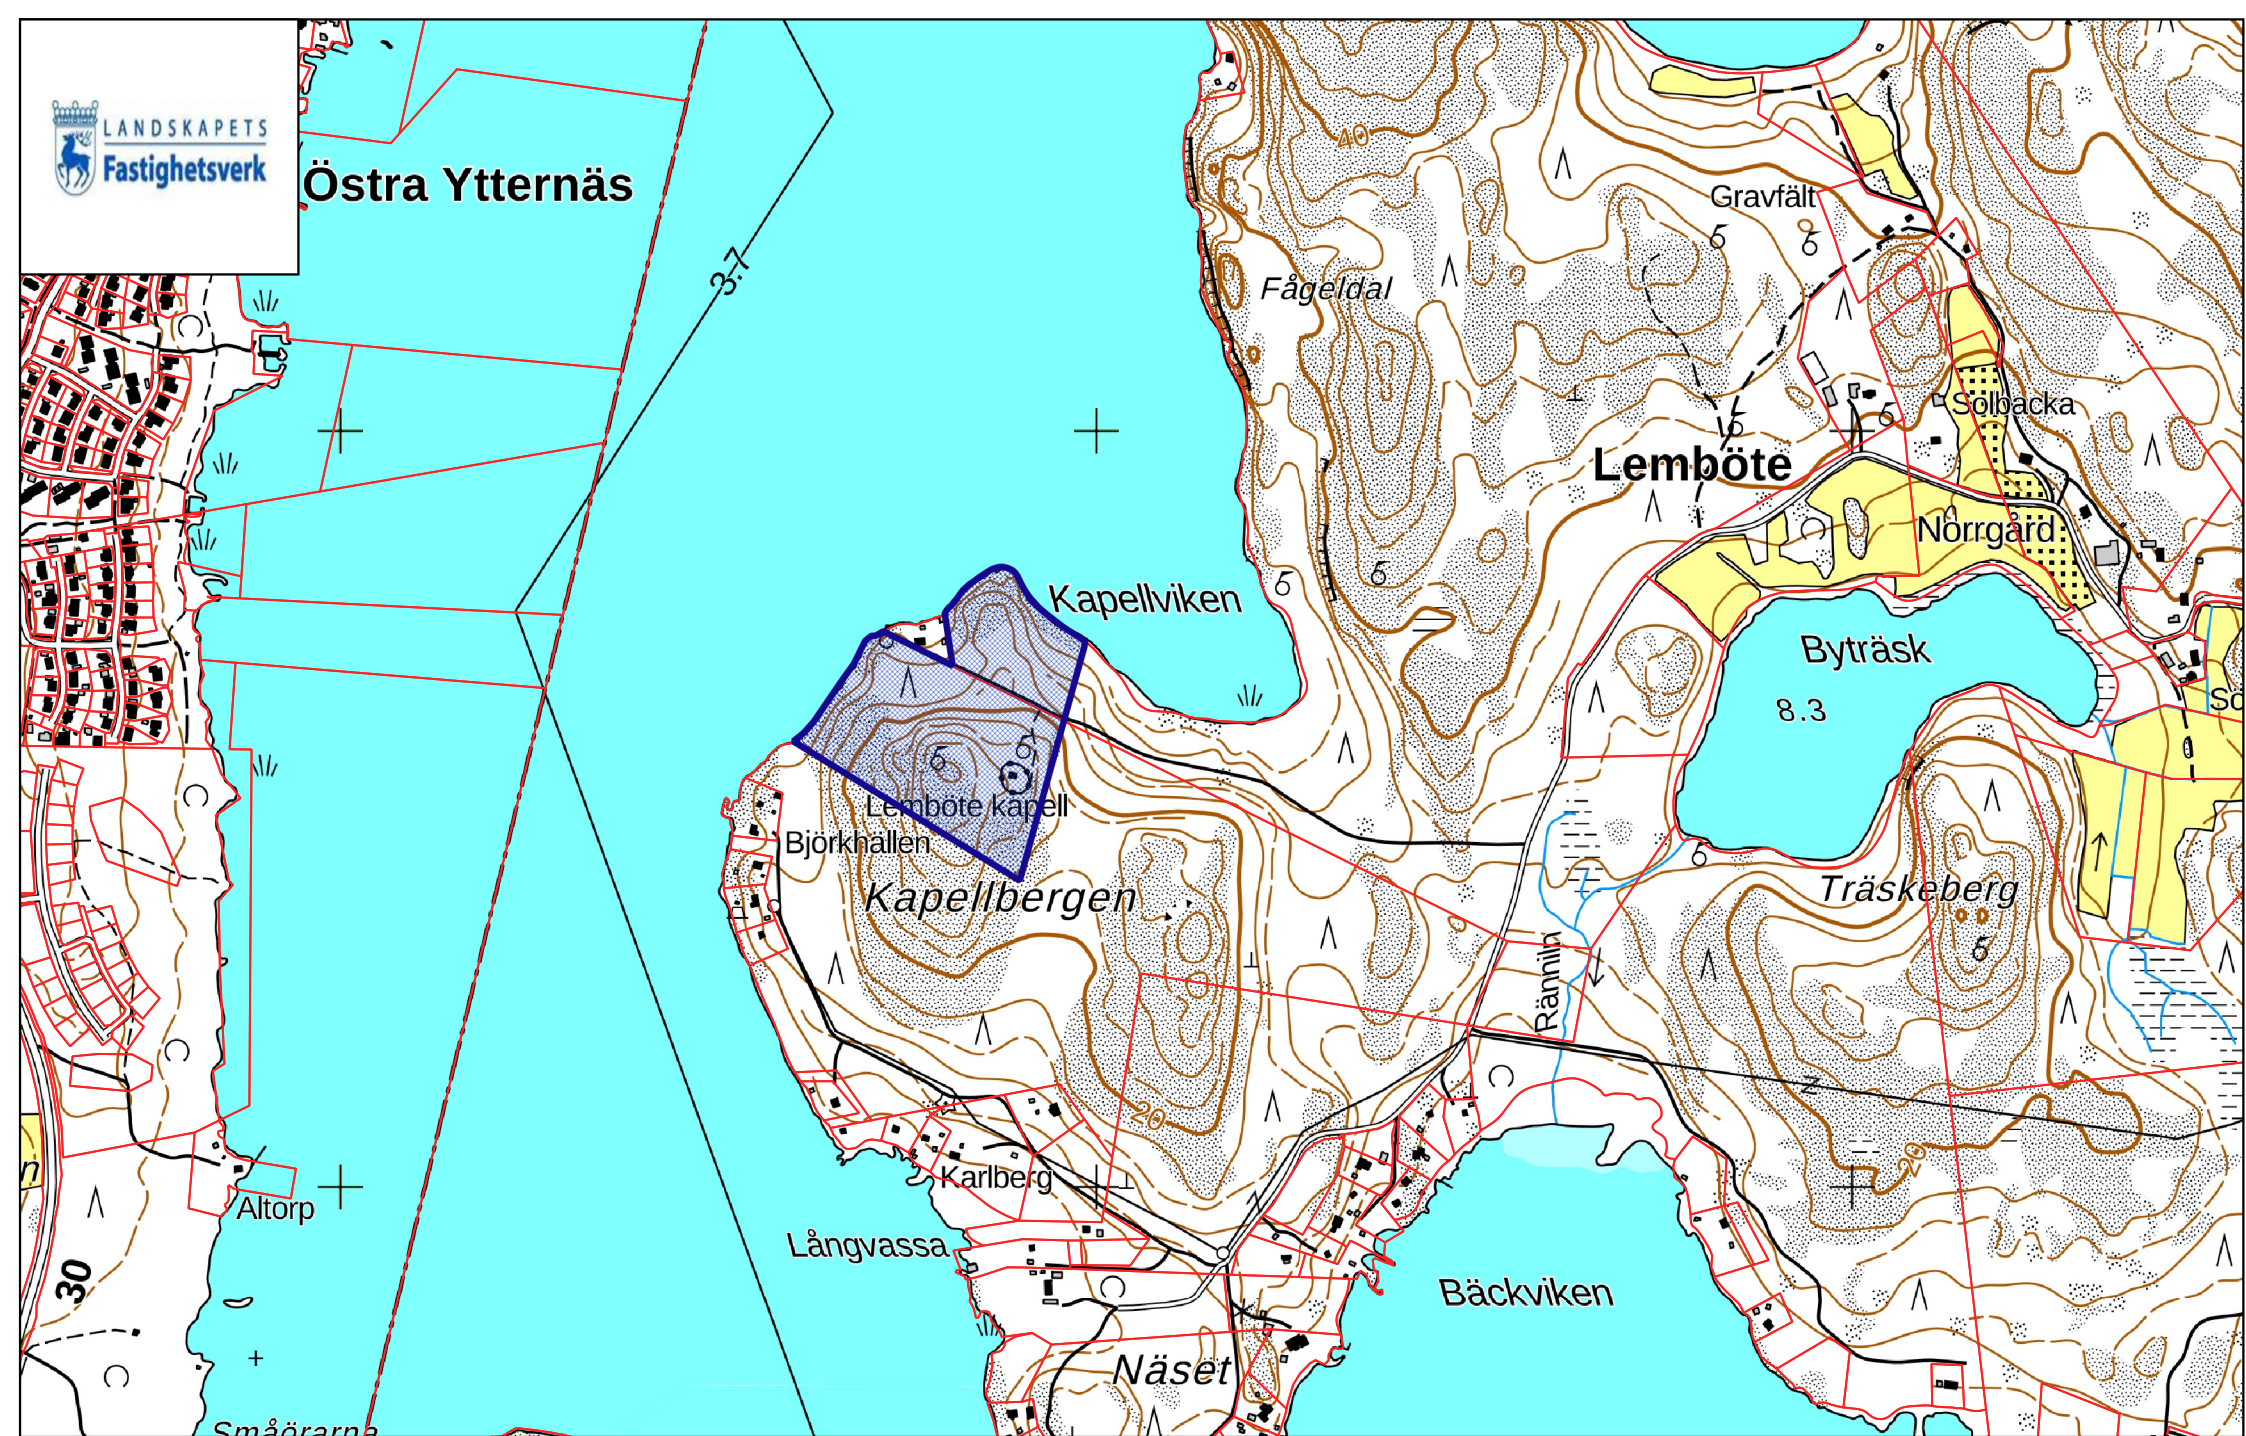 LANDSKAPETS
Fastighetsverk
Östra Ytternäs
40
Gravfält
3.7
Fågeldal
Solbacka
Lemböte
Norrgård
Kapellviken
Byträsk
8.3
Lemböte kapell
Björkhällen
Kapellbergen
Träskeberg
Ränniln
20
20
Karlberg
Altorp
Långvassa
30
Bäckviken
Näset
Småörarna